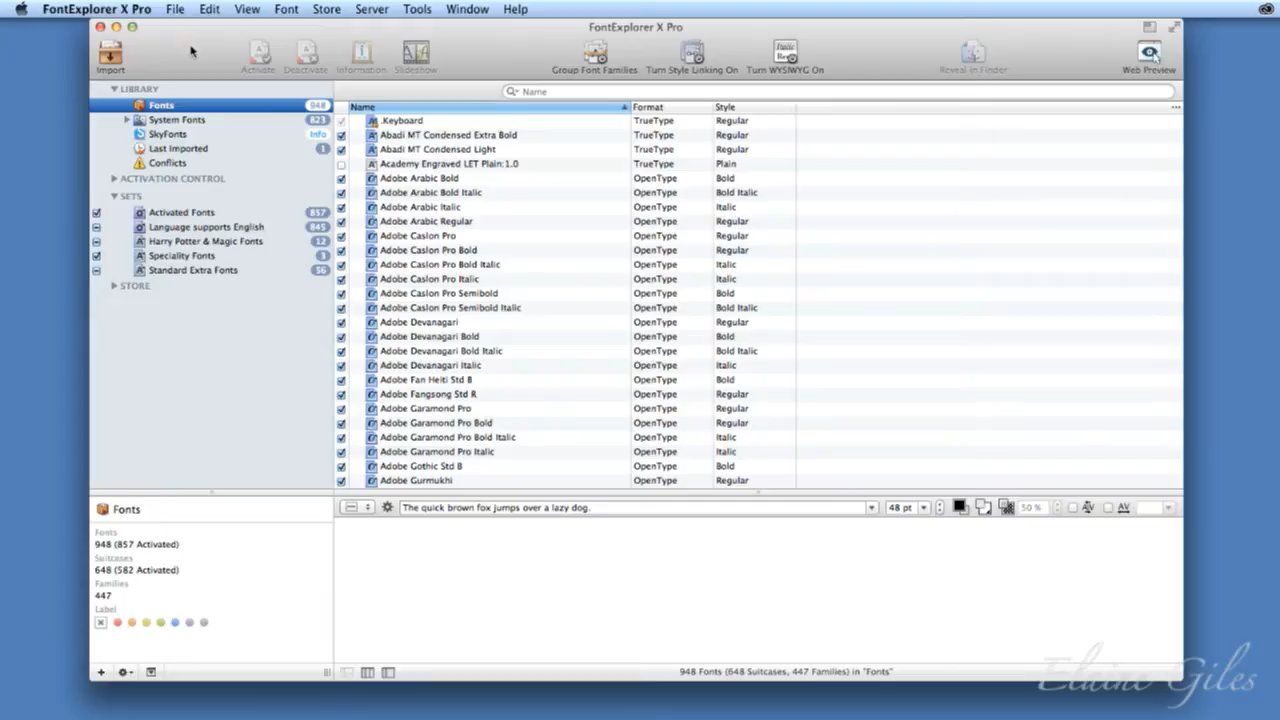 FontExplorer X Pro File Edit View Font Store Server Tools Window Help
FontExplorer X Pro
Import Activate Deactivate Information Slideshow Group Font Families Turn Style Linking On Turn WYSIWYG On Reveal in Finder Web Preview
LIBRARY
Name
Fonts 948
System Fonts 823
SkyFonts Info
Last Imported 1
Conflicts
ACTIVATION CONTROL
SETS
Activated Fonts 857
Language supports English 845
Harry Potter & Magic Fonts 12
Speciality Fonts 3
Standard Extra Fonts 56
STORE
Name Format Style
.Keyboard TrueType Regular
Abadi MT Condensed Extra Bold TrueType Regular
Abadi MT Condensed Light TrueType Regular
Academy Engraved LET Plain:1.0 TrueType Plain
Adobe Arabic Bold OpenType Bold
Adobe Arabic Bold Italic OpenType Bold Italic
Adobe Arabic Italic OpenType Italic
Adobe Arabic Regular OpenType Regular
Adobe Caslon Pro OpenType Regular
Adobe Caslon Pro Bold OpenType Regular
Adobe Caslon Pro Bold Italic OpenType Italic
Adobe Caslon Pro Italic OpenType Italic
Adobe Caslon Pro Semibold OpenType Bold
Adobe Caslon Pro Semibold Italic OpenType Bold Italic
Adobe Devanagari OpenType Regular
Adobe Devanagari Bold OpenType Bold
Adobe Devanagari Bold Italic OpenType Bold Italic
Adobe Devanagari Italic OpenType Italic
Adobe Fan Heiti Std B OpenType Bold
Adobe Fangsong Std R OpenType Regular
Adobe Garamond Pro OpenType Regular
Adobe Garamond Pro Bold OpenType Regular
Adobe Garamond Pro Bold Italic OpenType Italic
Adobe Garamond Pro Italic OpenType Italic
Adobe Gothic Std B OpenType Bold
Adobe Gurmukhi OpenType Regular
Fonts
Fonts
948 (857 Activated)
Suitcases
648 (582 Activated)
Families
447
Label
The quick brown fox jumps over a lazy dog. 48 pt 50 % AV AV
948 Fonts (648 Suitcases, 447 Families) in "Fonts"
Elaine Giles